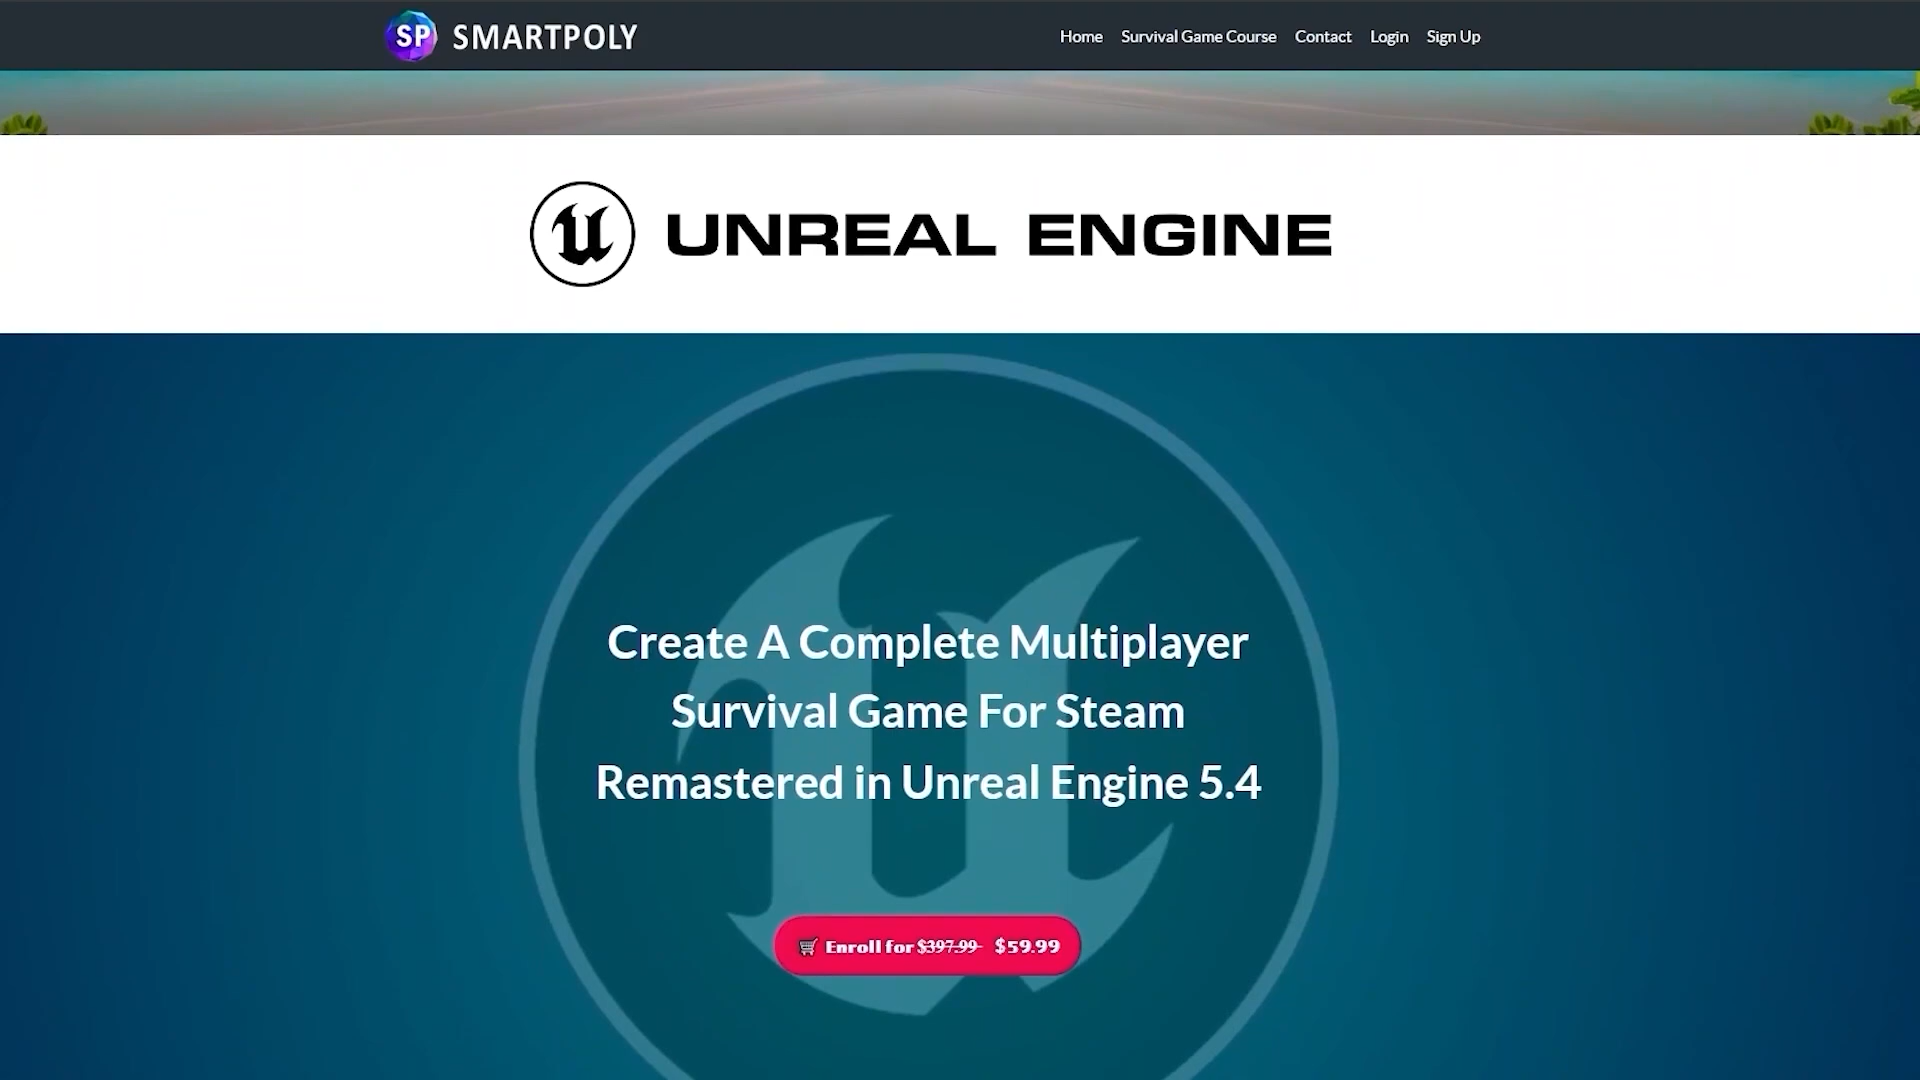 SP SMARTPOLY
Home Survival Game Course Contact Login Sign Up
UNREAL ENGINE
Create A Complete Multiplayer
Survival Game For Steam
Remastered in Unreal Engine 5.4
Enroll for $397.99 $59.99